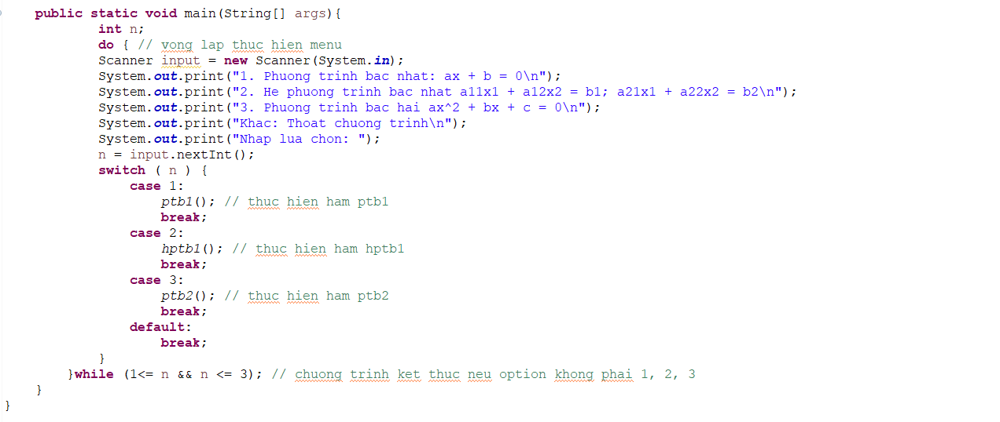 public static void main(String[] args){
int n;
do { // vong lap thuc hien menu
Scanner input = new Scanner(System.in);
System.out.print("1. Phuong trinh bac nhat: ax + b = 0\n");
System.out.print("2. He phuong trinh bac nhat a11x1 + a12x2 = b1; a21x1 + a22x2 = b2\n");
System.out.print("3. Phuong trinh bac hai ax^2 + bx + c = 0\n");
System.out.print("Khac: Thoat chuong trinh\n");
System.out.print("Nhap lua chon: ");
n = input.nextInt();
switch ( n ) {
case 1:
ptb1(); // thuc hien ham ptb1
break;
case 2:
hptb1(); // thuc hien ham hptb1
break;
case 3:
ptb2(); // thuc hien ham ptb2
break;
default:
break;
}
}while (1<= n && n <= 3); // chuong trinh ket thuc neu option khong phai 1, 2, 3
}
}